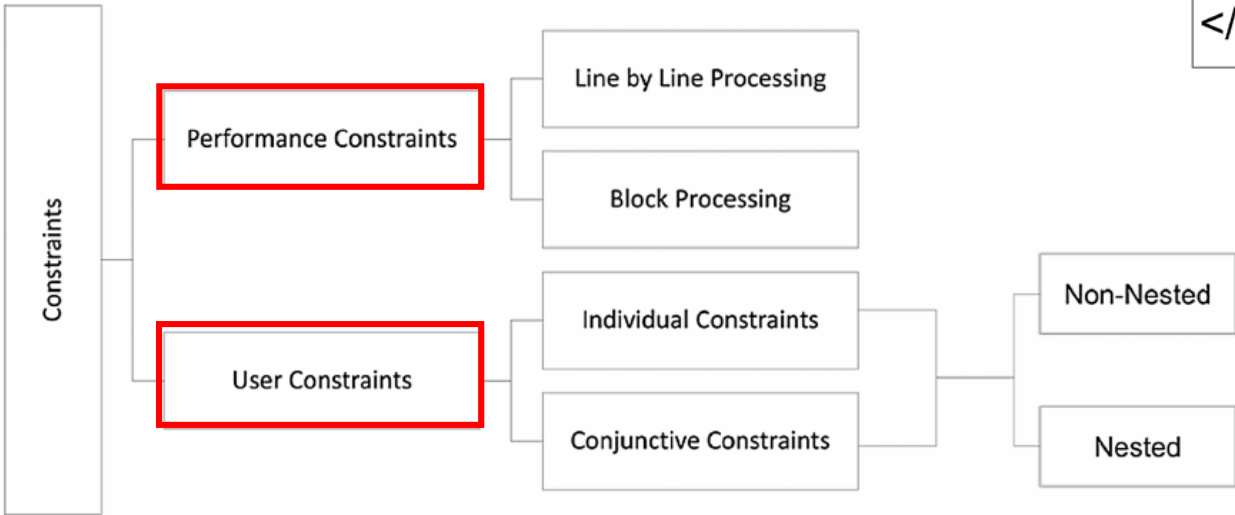 </
Constraints
Performance Constraints
Line by Line Processing
Block Processing
User Constraints
Individual Constraints
Conjunctive Constraints
Non-Nested
Nested